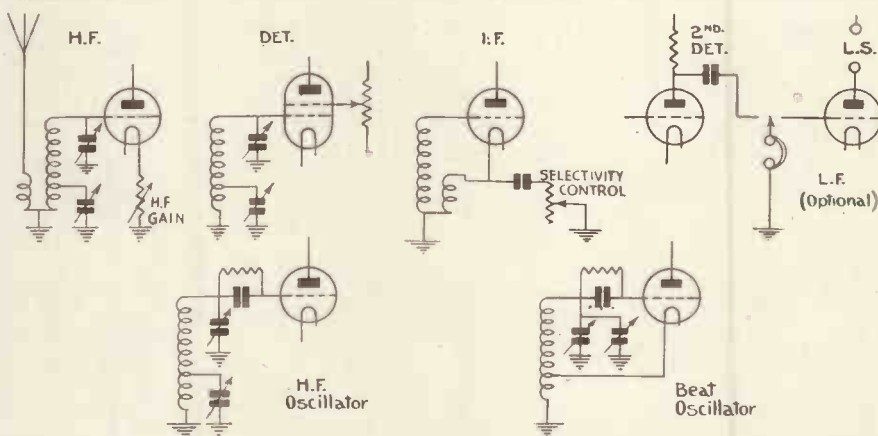 H.F.
DET.
I.F.
2ND.
DET.
L.S.
H.F.
GAIN
SELECTIVITY
CONTROL
L.F.
(Optional)
H.F.
Oscillator
Beat
Oscillator